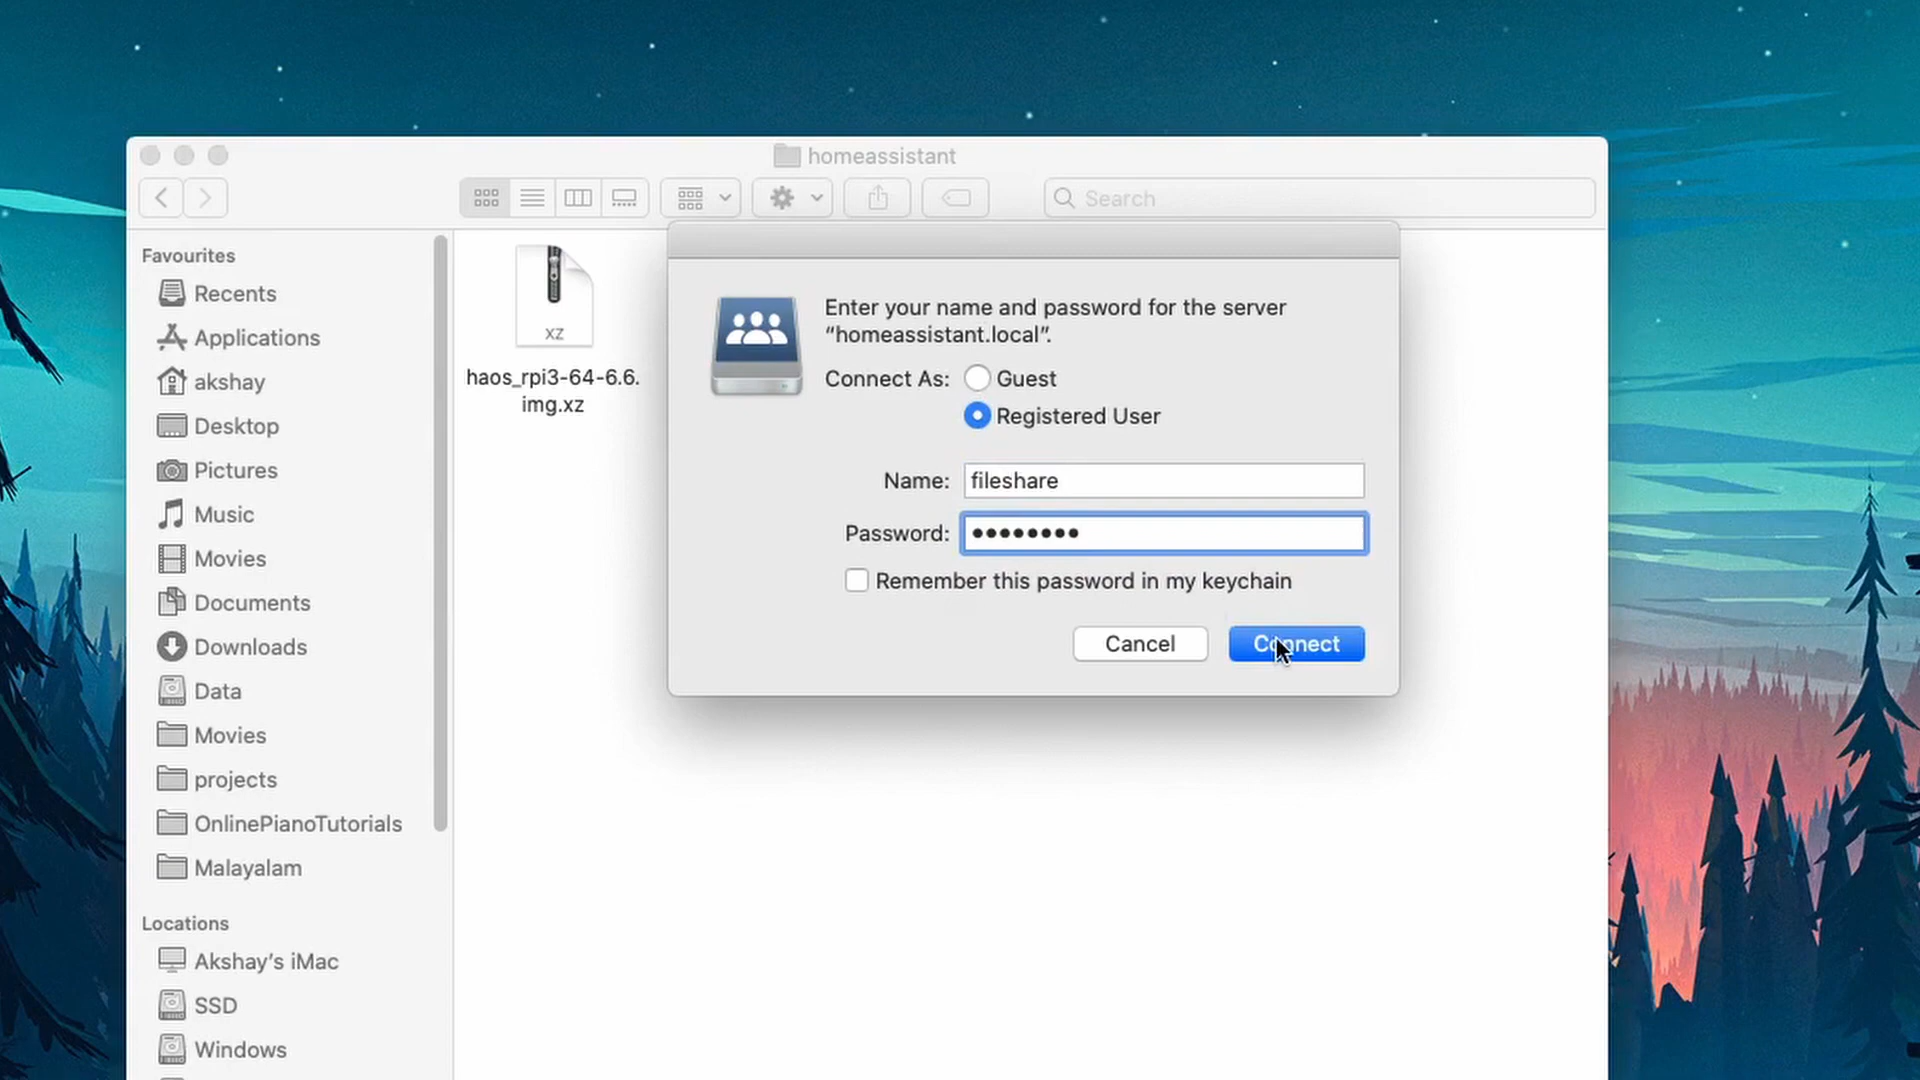 homeassistant
Search
Favourites
Recents
Applications
akshay
Desktop
Pictures
Music
Movies
Documents
Downloads
Data
Movies
projects
OnlinePianoTutorials
Malayalam
Locations
Akshay’s iMac
SSD
Windows
XZ
haos_rpi3-64-6.6.
img.xz
Enter your name and password for the server
“homeassistant.local”.
Connect As: Guest
Registered User
Name: fileshare
Password: ••••••••
Remember this password in my keychain
Cancel Connect